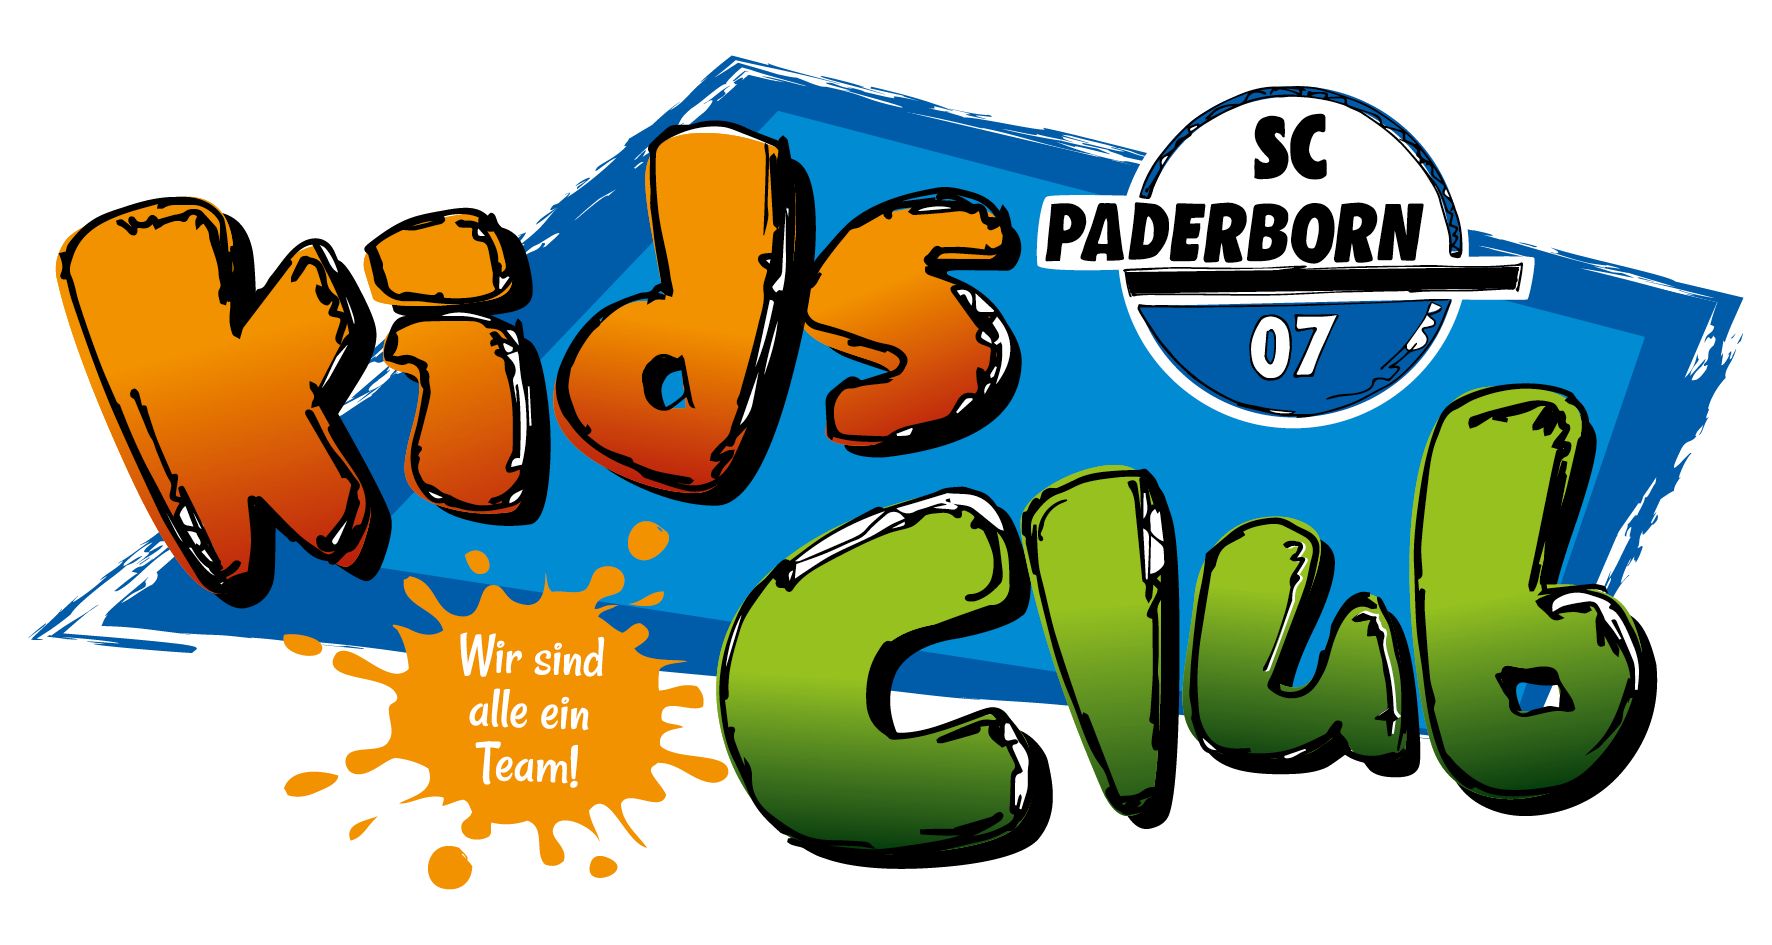 Kids
SC
PADERBORN
07
Club
Wir sind
alle ein
Team!